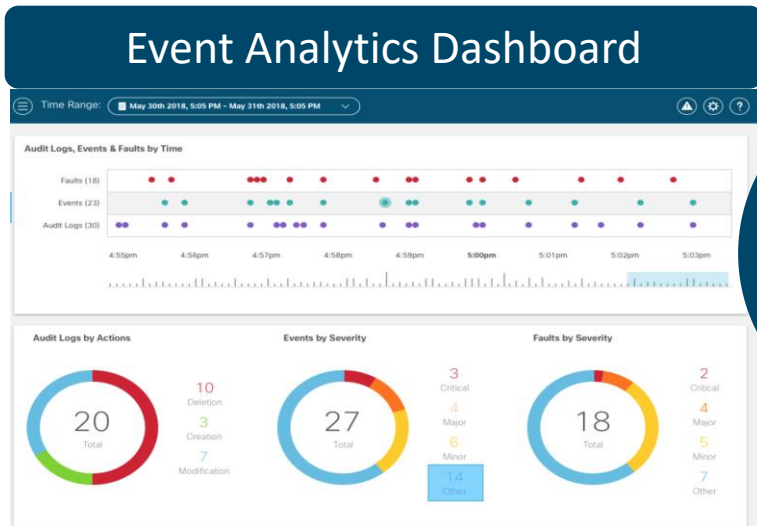 Event Analytics Dashboard
Time Range: May 30th 2018, 5:05 PM - May 31th 2018, 5:05 PM
?
Audit Logs, Events & Faults by Time
Faults (18)
Events (23)
Audit Logs (30)
4:55pm 4:56pm 4:57pm 4:58pm 4:59pm 5:00pm 5:01pm 5:02pm 5:03pm
Audit Logs by Actions
20
Total
10
Deletion
3
Creation
7
Modification
Events by Severity
27
Total
3
Critical
4
Major
6
Minor
14
Other
Faults by Severity
18
Total
2
Critical
4
Major
5
Minor
7
Other